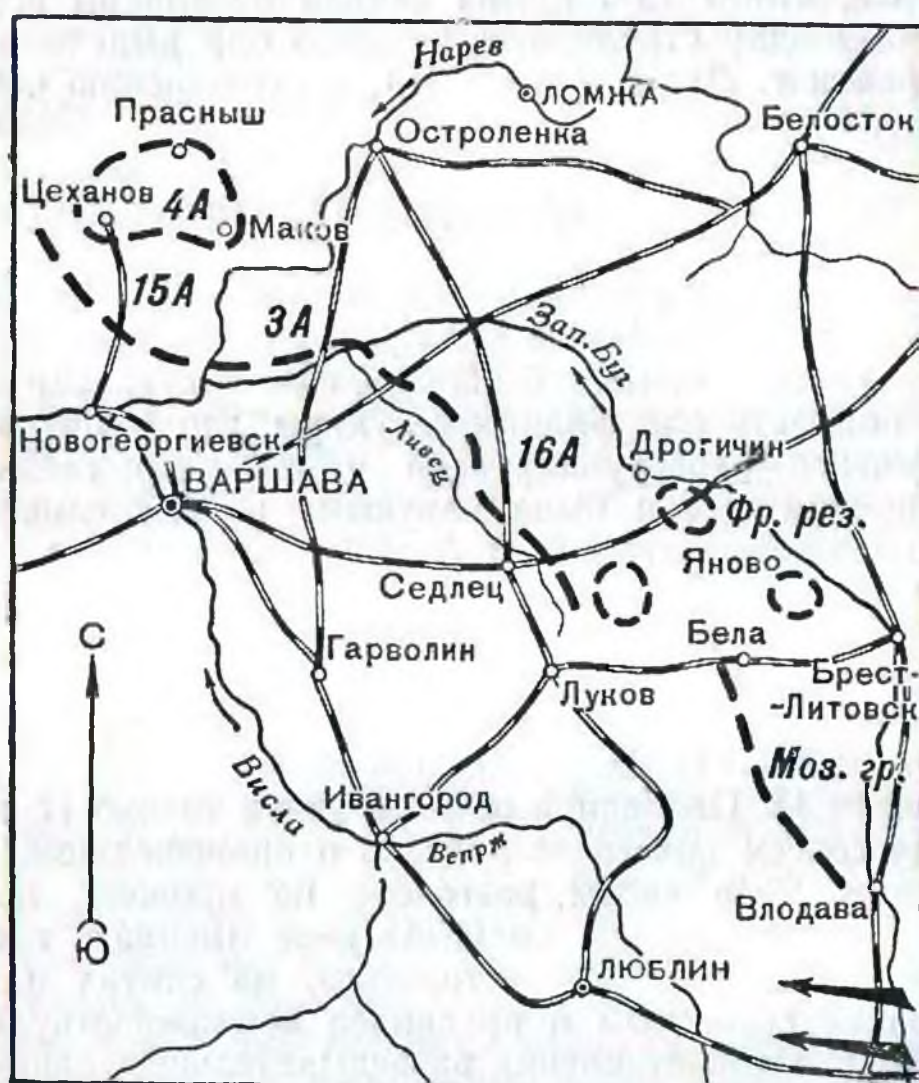 Нарев
ЛОМЖА
Прасныш
Остроленка
Белосток
Цеханов
4А
Маков
15А
3А
Зап. Буг
Новогеоргиевск
Ливец
16А
Дрогичин
ВАРШАВА
Фр. рез.
Седлец
Яново
С
Гарволин
Бела
Луков
Брест-
-Литовск
Висла
Моз. гр.
Ивангород
Вепрж
Влодава
Ю
ЛЮБЛИН